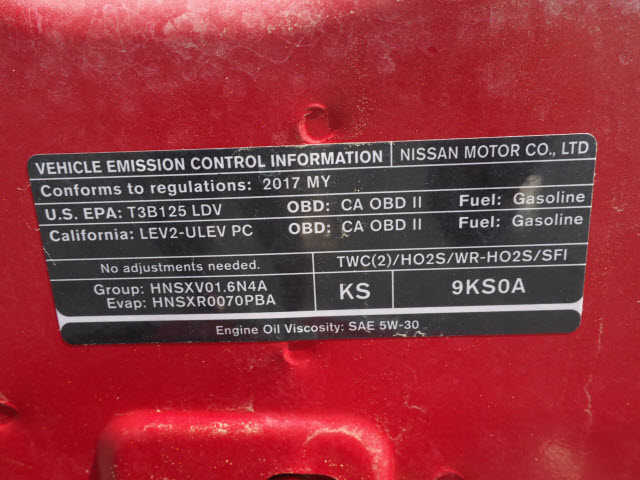 VEHICLE EMISSION CONTROL INFORMATION NISSAN MOTOR CO., LTD
Conforms to regulations: 2017 MY
U.S. EPA: T3B125 LDV OBD: CA OBD II Fuel: Gasoline
California: LEV2-ULEV PC OBD: CA OBD II Fuel: Gasoline
No adjustments needed. TWC(2)/HO2S/WR-HO2S/SFI
Group: HNSXV01.6N4A
Evap: HNSXR0070PBA
KS 9KS0A
Engine Oil Viscosity: SAE 5W-30